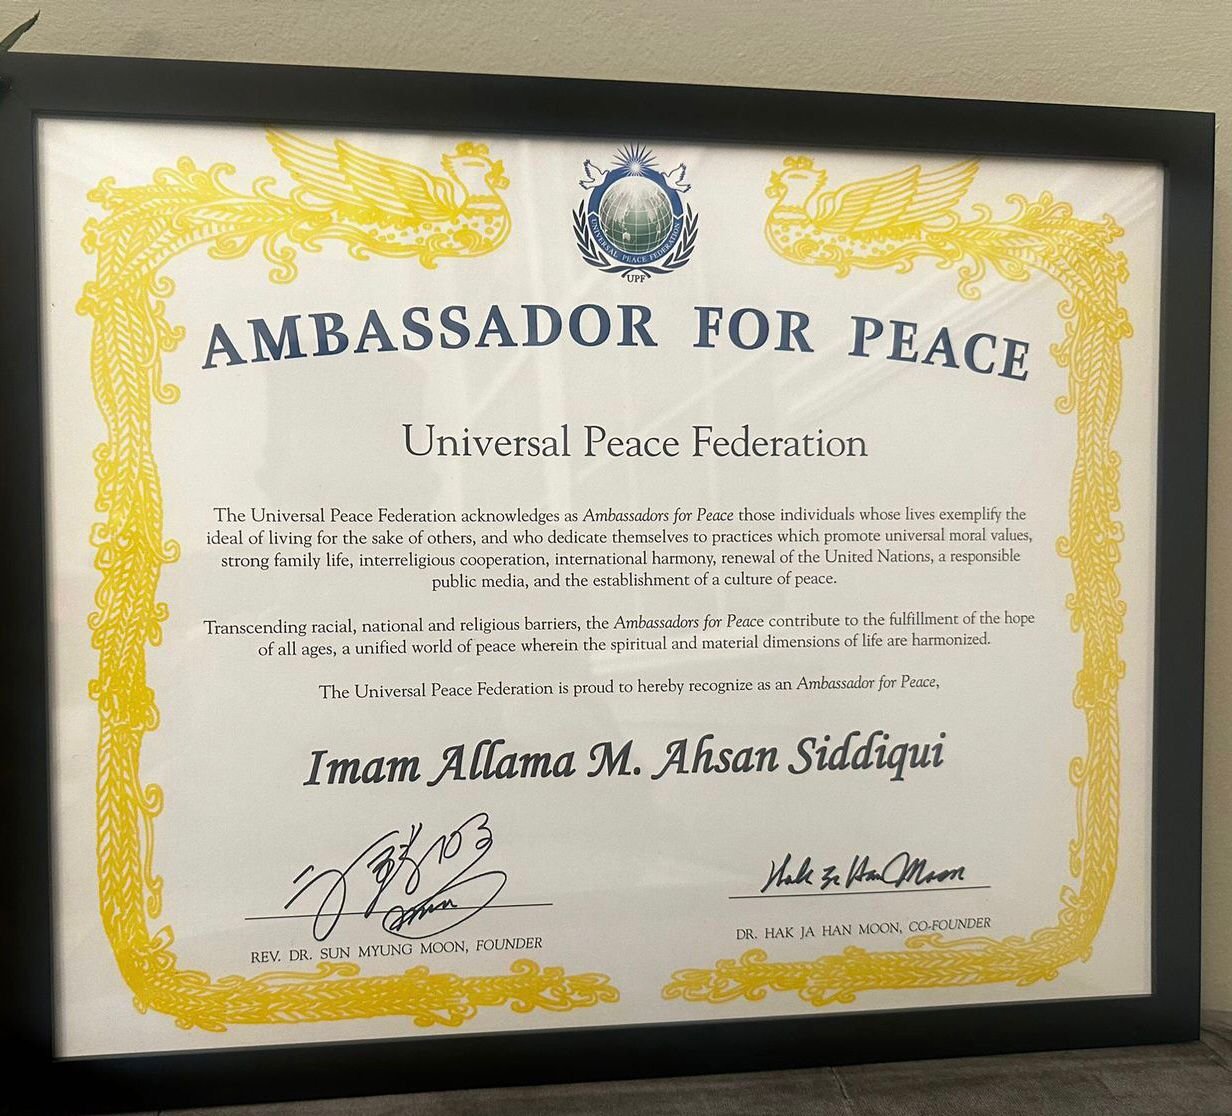 UNIVERSAL PEACE FEDERATION
UPF
AMBASSADOR FOR PEACE
Universal Peace Federation
The Universal Peace Federation acknowledges as Ambassadors for Peace those individuals whose lives exemplify the
ideal of living for the sake of others, and who dedicate themselves to practices which promote universal moral values,
strong family life, interreligious cooperation, international harmony, renewal of the United Nations, a responsible
public media, and the establishment of a culture of peace.
Transcending racial, national and religious barriers, the Ambassadors for Peace contribute to the fulfillment of the hope
of all ages, a unified world of peace wherein the spiritual and material dimensions of life are harmonized.
The Universal Peace Federation is proud to hereby recognize as an Ambassador for Peace,
Imam Allama M. Ahsan Siddiqui
Hak Ja Han Moon
REV. DR. SUN MYUNG MOON, FOUNDER
DR. HAK JA HAN MOON, CO-FOUNDER